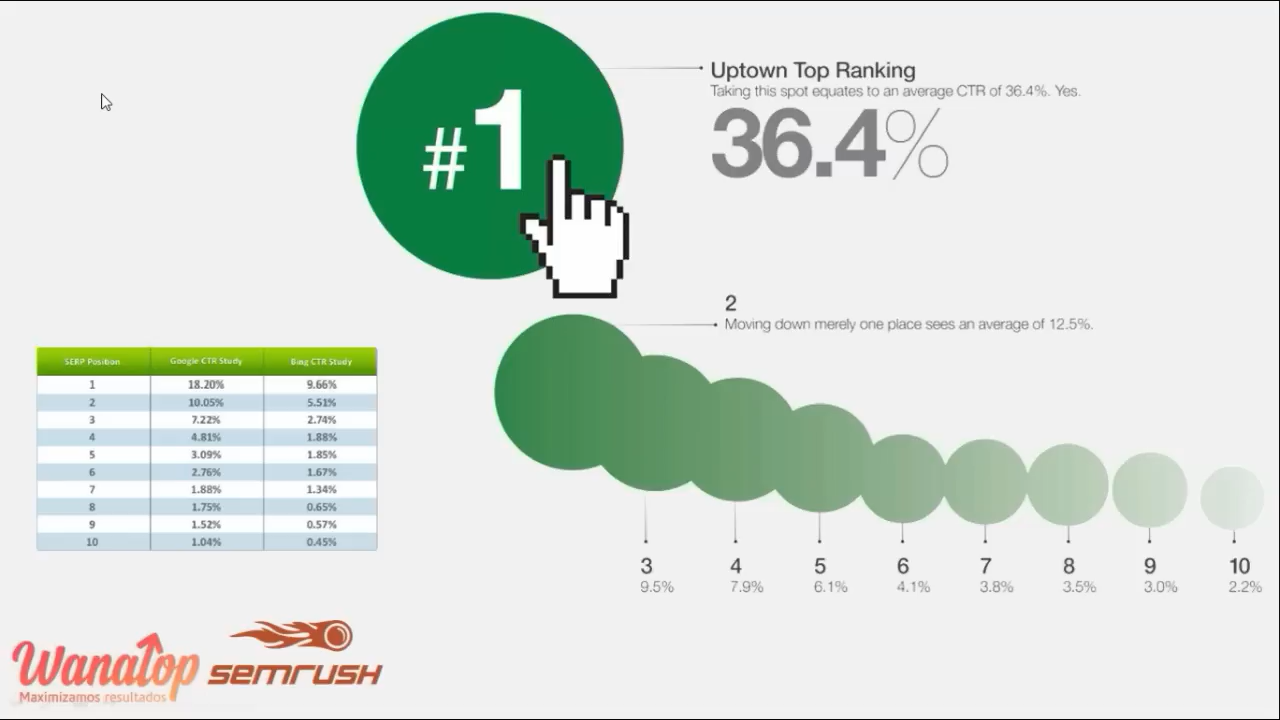 #1
Uptown Top Ranking
Taking this spot equates to an average CTR of 36.4%. Yes.
36.4%
2
Moving down merely one place sees an average of 12.5%.
SERP Position Google CTR Study Bing CTR Study
1 18.20% 9.66%
2 10.05% 5.51%
3 7.22% 2.74%
4 4.81% 1.88%
5 3.09% 1.85%
6 2.76% 1.67%
7 1.88% 1.34%
8 1.75% 0.65%
9 1.52% 0.57%
10 1.04% 0.45%
3 4 5 6 7 8 9 10
9.5% 7.9% 6.1% 4.1% 3.8% 3.5% 3.0% 2.2%
WanaTop
Maximizamos resultados
semrush